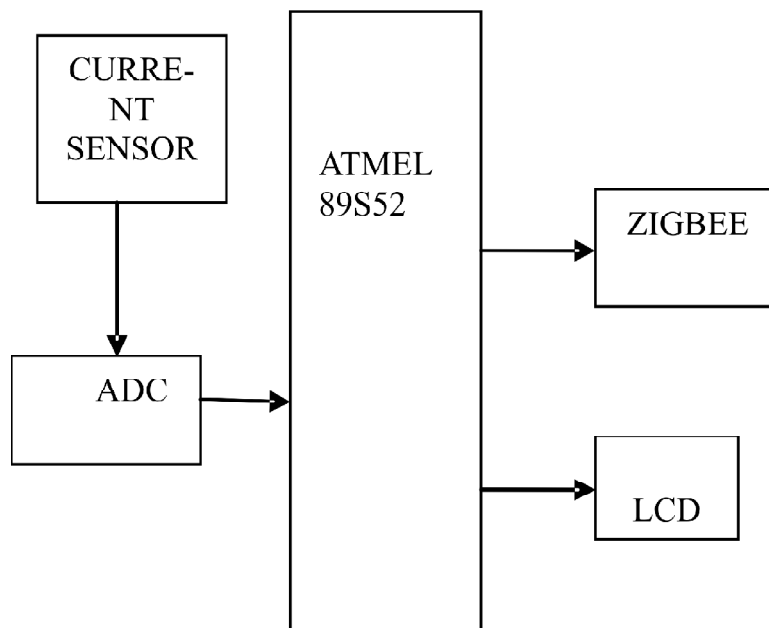 CURRE-
NT
SENSOR
ATMEL
89S52
ZIGBEE
ADC
LCD